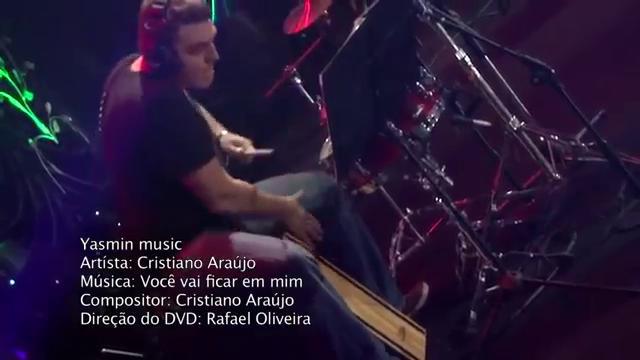 Yasmin music
Artísta: Cristiano Araújo
Música: Você vai ficar em mim
Compositor: Cristiano Araújo
Direção do DVD: Rafael Oliveira